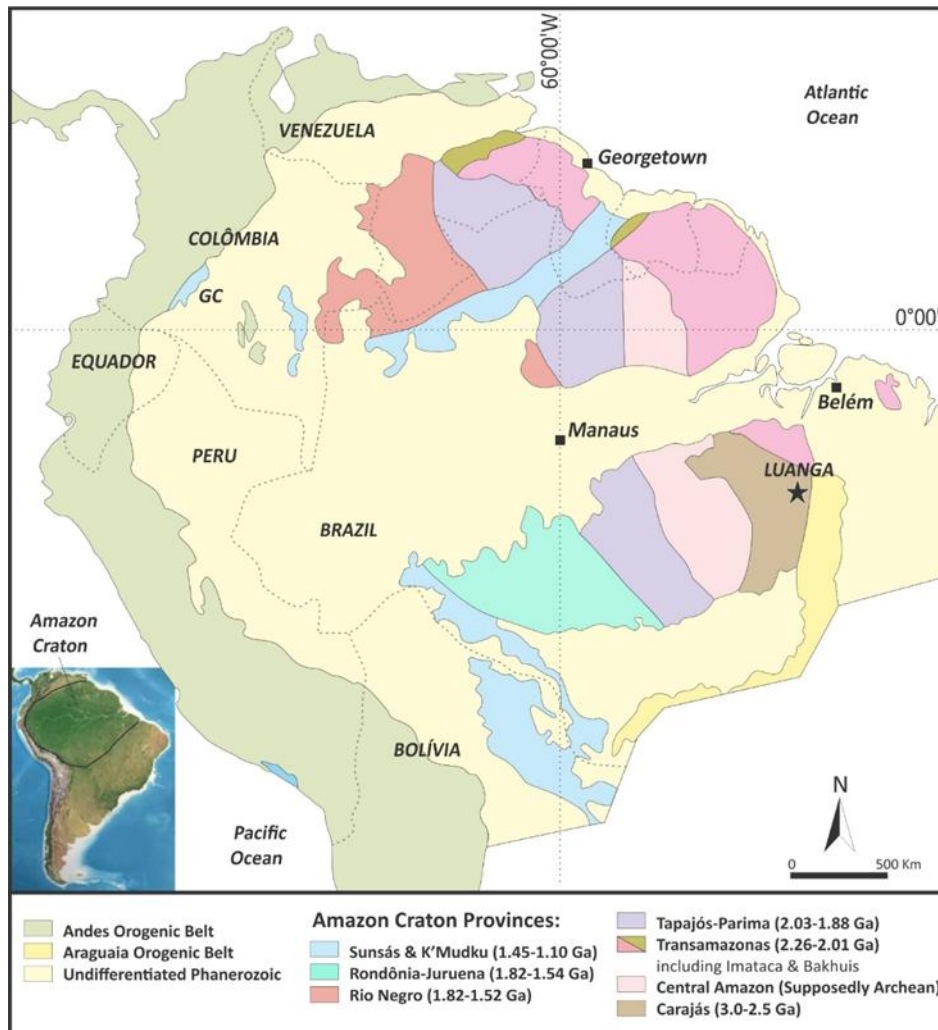 60°00'W
Atlantic
Ocean
VENEZUELA
Georgetown
COLÔMBIA
GC
0°00'
EQUADOR
Belém
Manaus
PERU
LUANGA
BRAZIL
Amazon
Craton
BOLÍVIA
N
Pacific
Ocean
0 500 Km
Andes Orogenic Belt
Araguaia Orogenic Belt
Undifferentiated Phanerozoic
Amazon Craton Provinces:
Sunsás & K'Mudku (1.45-1.10 Ga)
Rondônia-Juruena (1.82-1.54 Ga)
Rio Negro (1.82-1.52 Ga)
Tapajós-Parima (2.03-1.88 Ga)
Transamazonas (2.26-2.01 Ga)
including Imataca & Bakhuis
Central Amazon (Supposedly Archean)
Carajás (3.0-2.5 Ga)